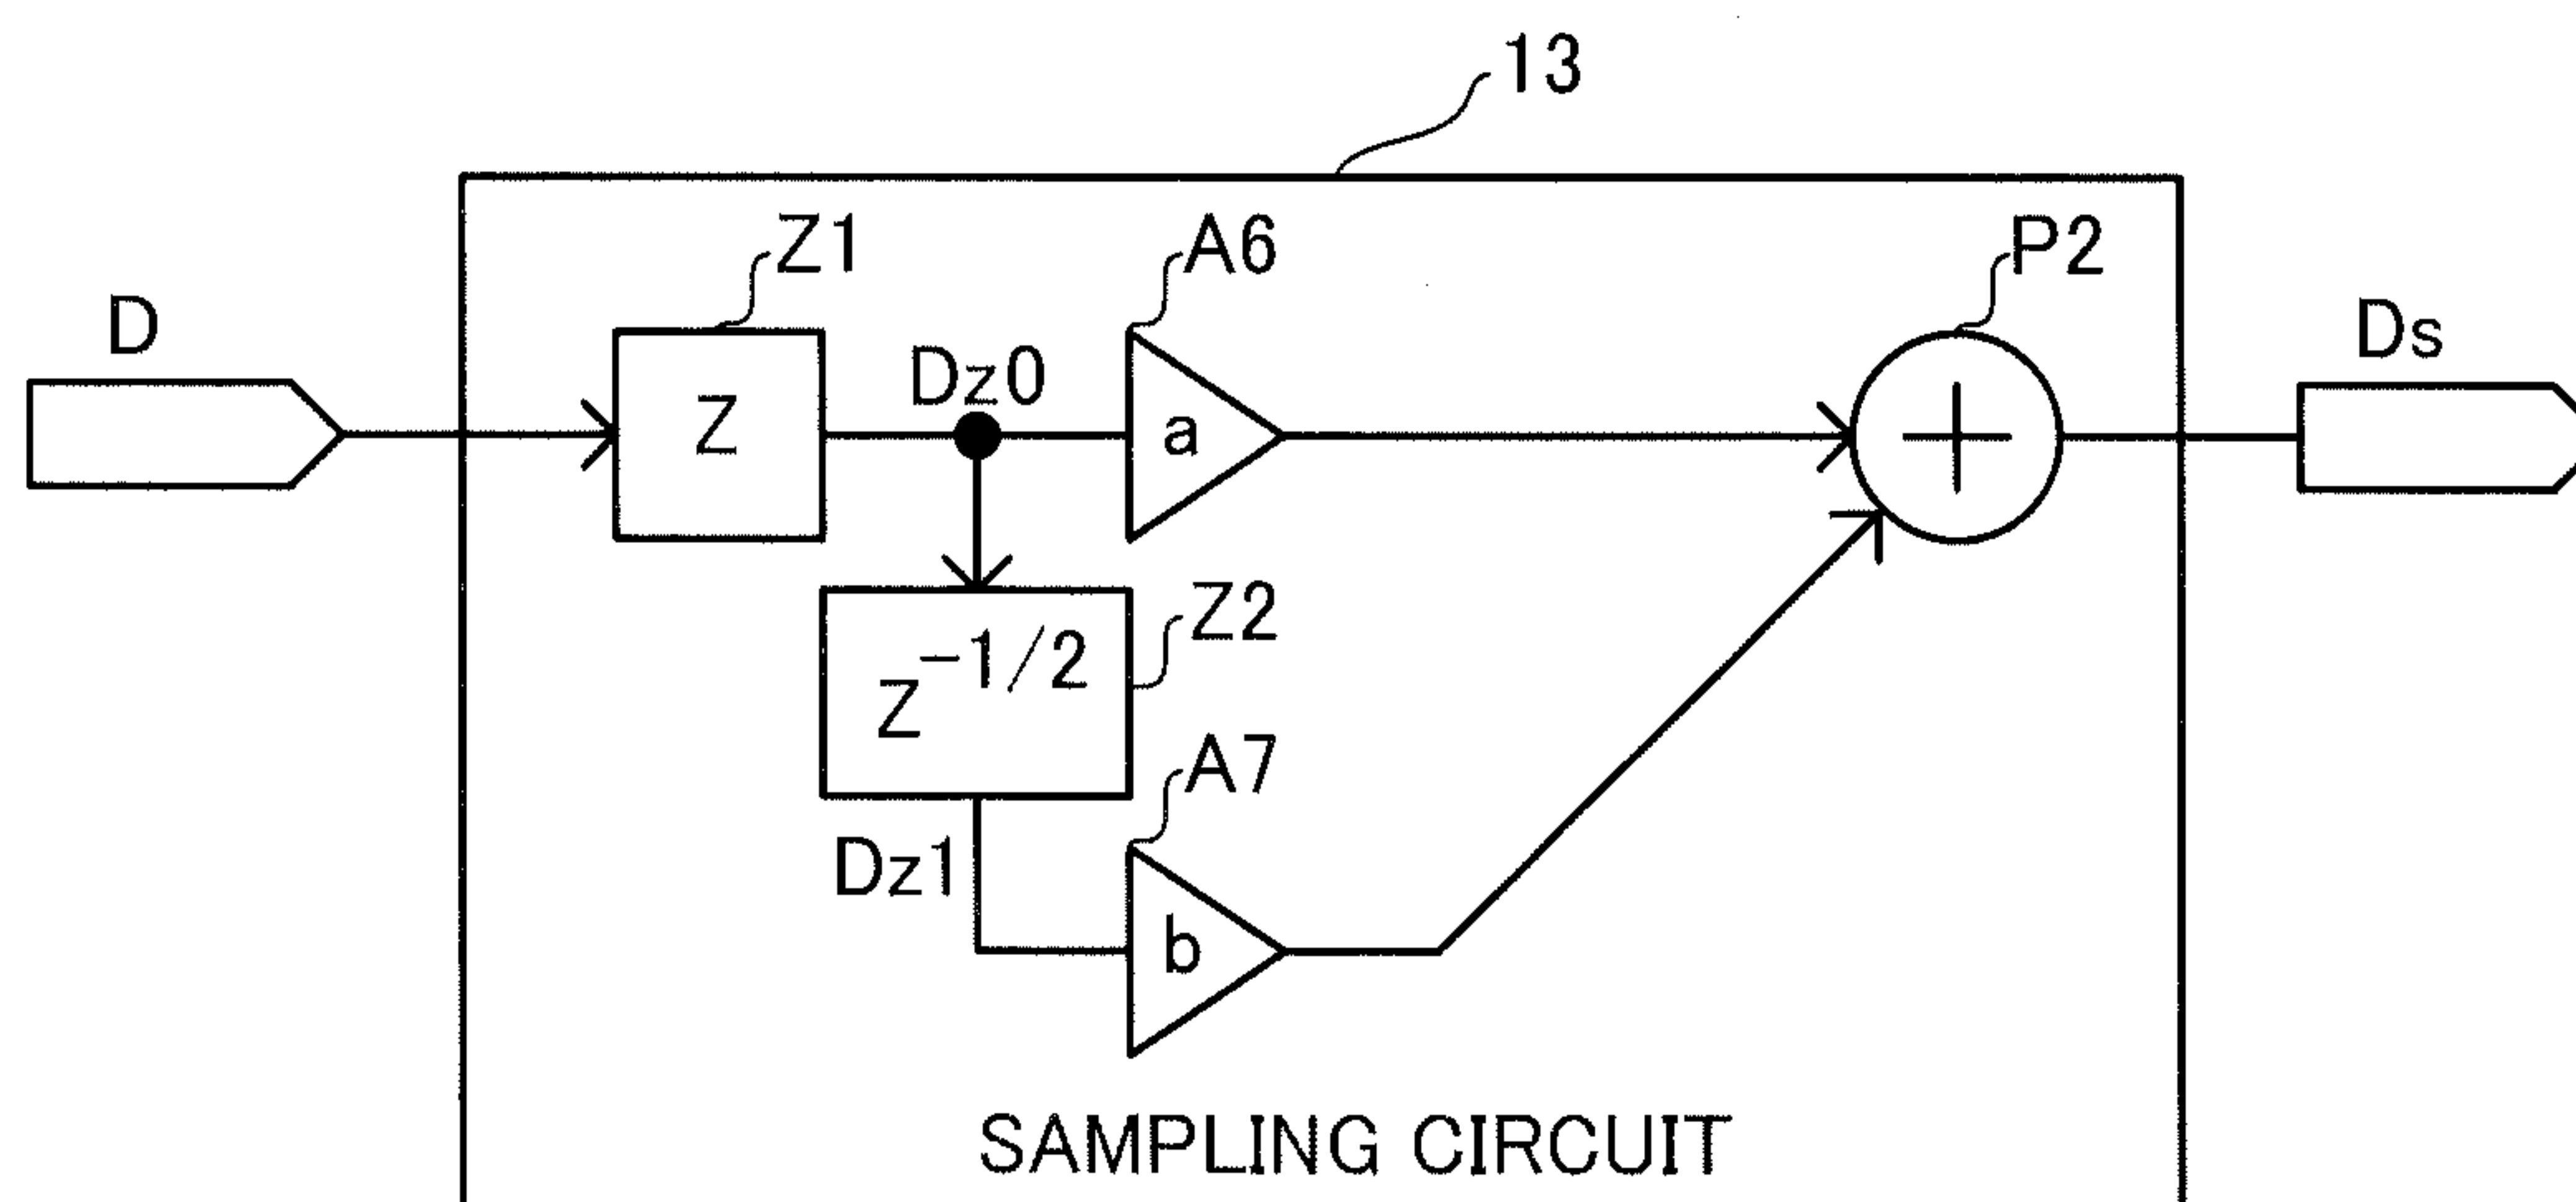 13
Z1
A6
P2
D
Ds
Dz0
Z
a
+
Z2
Z^-1/2
A7
Dz1
b
SAMPLING CIRCUIT